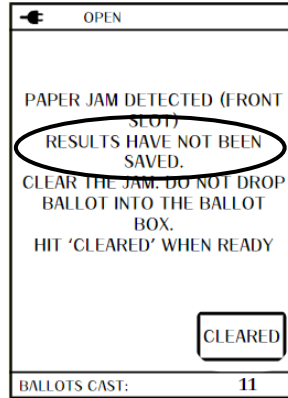 OPEN
PAPER JAM DETECTED (FRONT
SLOT)
RESULTS HAVE NOT BEEN
SAVED.
CLEAR THE JAM. DO NOT DROP
BALLOT INTO THE BALLOT
BOX.
HIT ‘CLEARED’ WHEN READY
CLEARED
BALLOTS CAST: 11